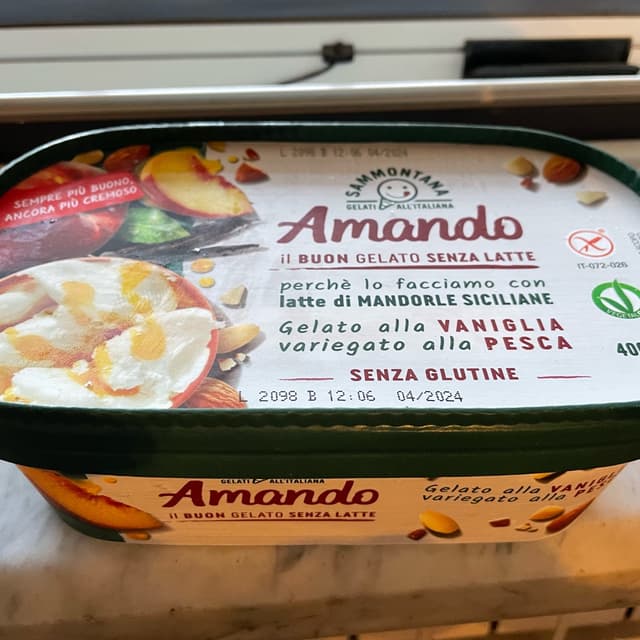 L 2098 B 12:06 04/2024
SEMPRE PIÙ BUONO,
ANCORA PIÙ CREMOSO
SAMMONTANA
GELATI ALL'ITALIANA
Amando
il BUON GELATO SENZA LATTE
perchè lo facciamo con
latte di MANDORLE SICILIANE
Gelato alla VANIGLIA
variegato alla PESCA
SENZA GLUTINE
IT-072-026
L 2098 B 12:06 04/2024
GELATI ALL'ITALIANA
Amando
il BUON GELATO SENZA LATTE
Gelato alla
variegato alla